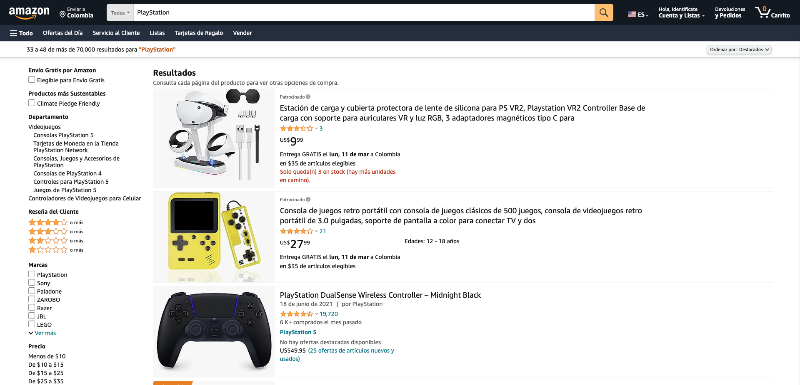 amazon
Enviar a
Colombia
Todos
PlayStation
ES
Hola, Identifícate
Cuenta y Listas
Devoluciones
y Pedidos
0
Carrito
Todo
Ofertas del Día
Servicio al Cliente
Listas
Tarjetas de Regalo
Vender
33 a 48 de más de 70,000 resultados para "PlayStation"
Ordenar por: Destacados
Envío Gratis por Amazon
Elegible para Envío Gratis
Productos más Sustentables
Climate Pledge Friendly
Departamento
Videojuegos
Consolas PlayStation 5
Tarjetas de Moneda en la Tienda
PlayStation Network
Consolas, Juegos y Accesorios de
PlayStation
Consolas de PlayStation 4
Controles para PlayStation 5
Juegos de PlayStation 5
Controladores de Videojuegos para Celular
Reseña del Cliente
o más
o más
o más
o más
Marcas
PlayStation
Sony
Paladone
ZAROBO
Razer
JBL
LEGO
Ver más
Precio
Menos de $10
De $10 a $15
De $15 a $25
De $25 a $35
Resultados
Consulta cada página del producto para ver otras opciones de compra.
Patrocinado
Estación de carga y cubierta protectora de lente de silicona para PS VR2, Playstation VR2 Controller Base de
carga con soporte para auriculares VR y luz RGB, 3 adaptadores magnéticos tipo C para
3
US$9.99
Entrega GRATIS el lun, 11 de mar a Colombia
en $35 de artículos elegibles
Solo queda(n) 3 en stock (hay más unidades
en camino).
Patrocinado
Consola de juegos retro portátil con consola de juegos clásicos de 500 juegos, consola de videojuegos retro
portátil de 3.0 pulgadas, soporte de pantalla a color para conectar TV y dos
21
US$27.99
Edades: 12 - 18 años
Entrega GRATIS el lun, 11 de mar a Colombia
en $35 de artículos elegibles
PlayStation DualSense Wireless Controller – Midnight Black
18 de junio de 2021 | por PlayStation
19,720
6 K+ comprados el mes pasado
PlayStation 5
No hay ofertas destacadas disponibles
US$49.95 (25 ofertas de artículos nuevos y
usados)